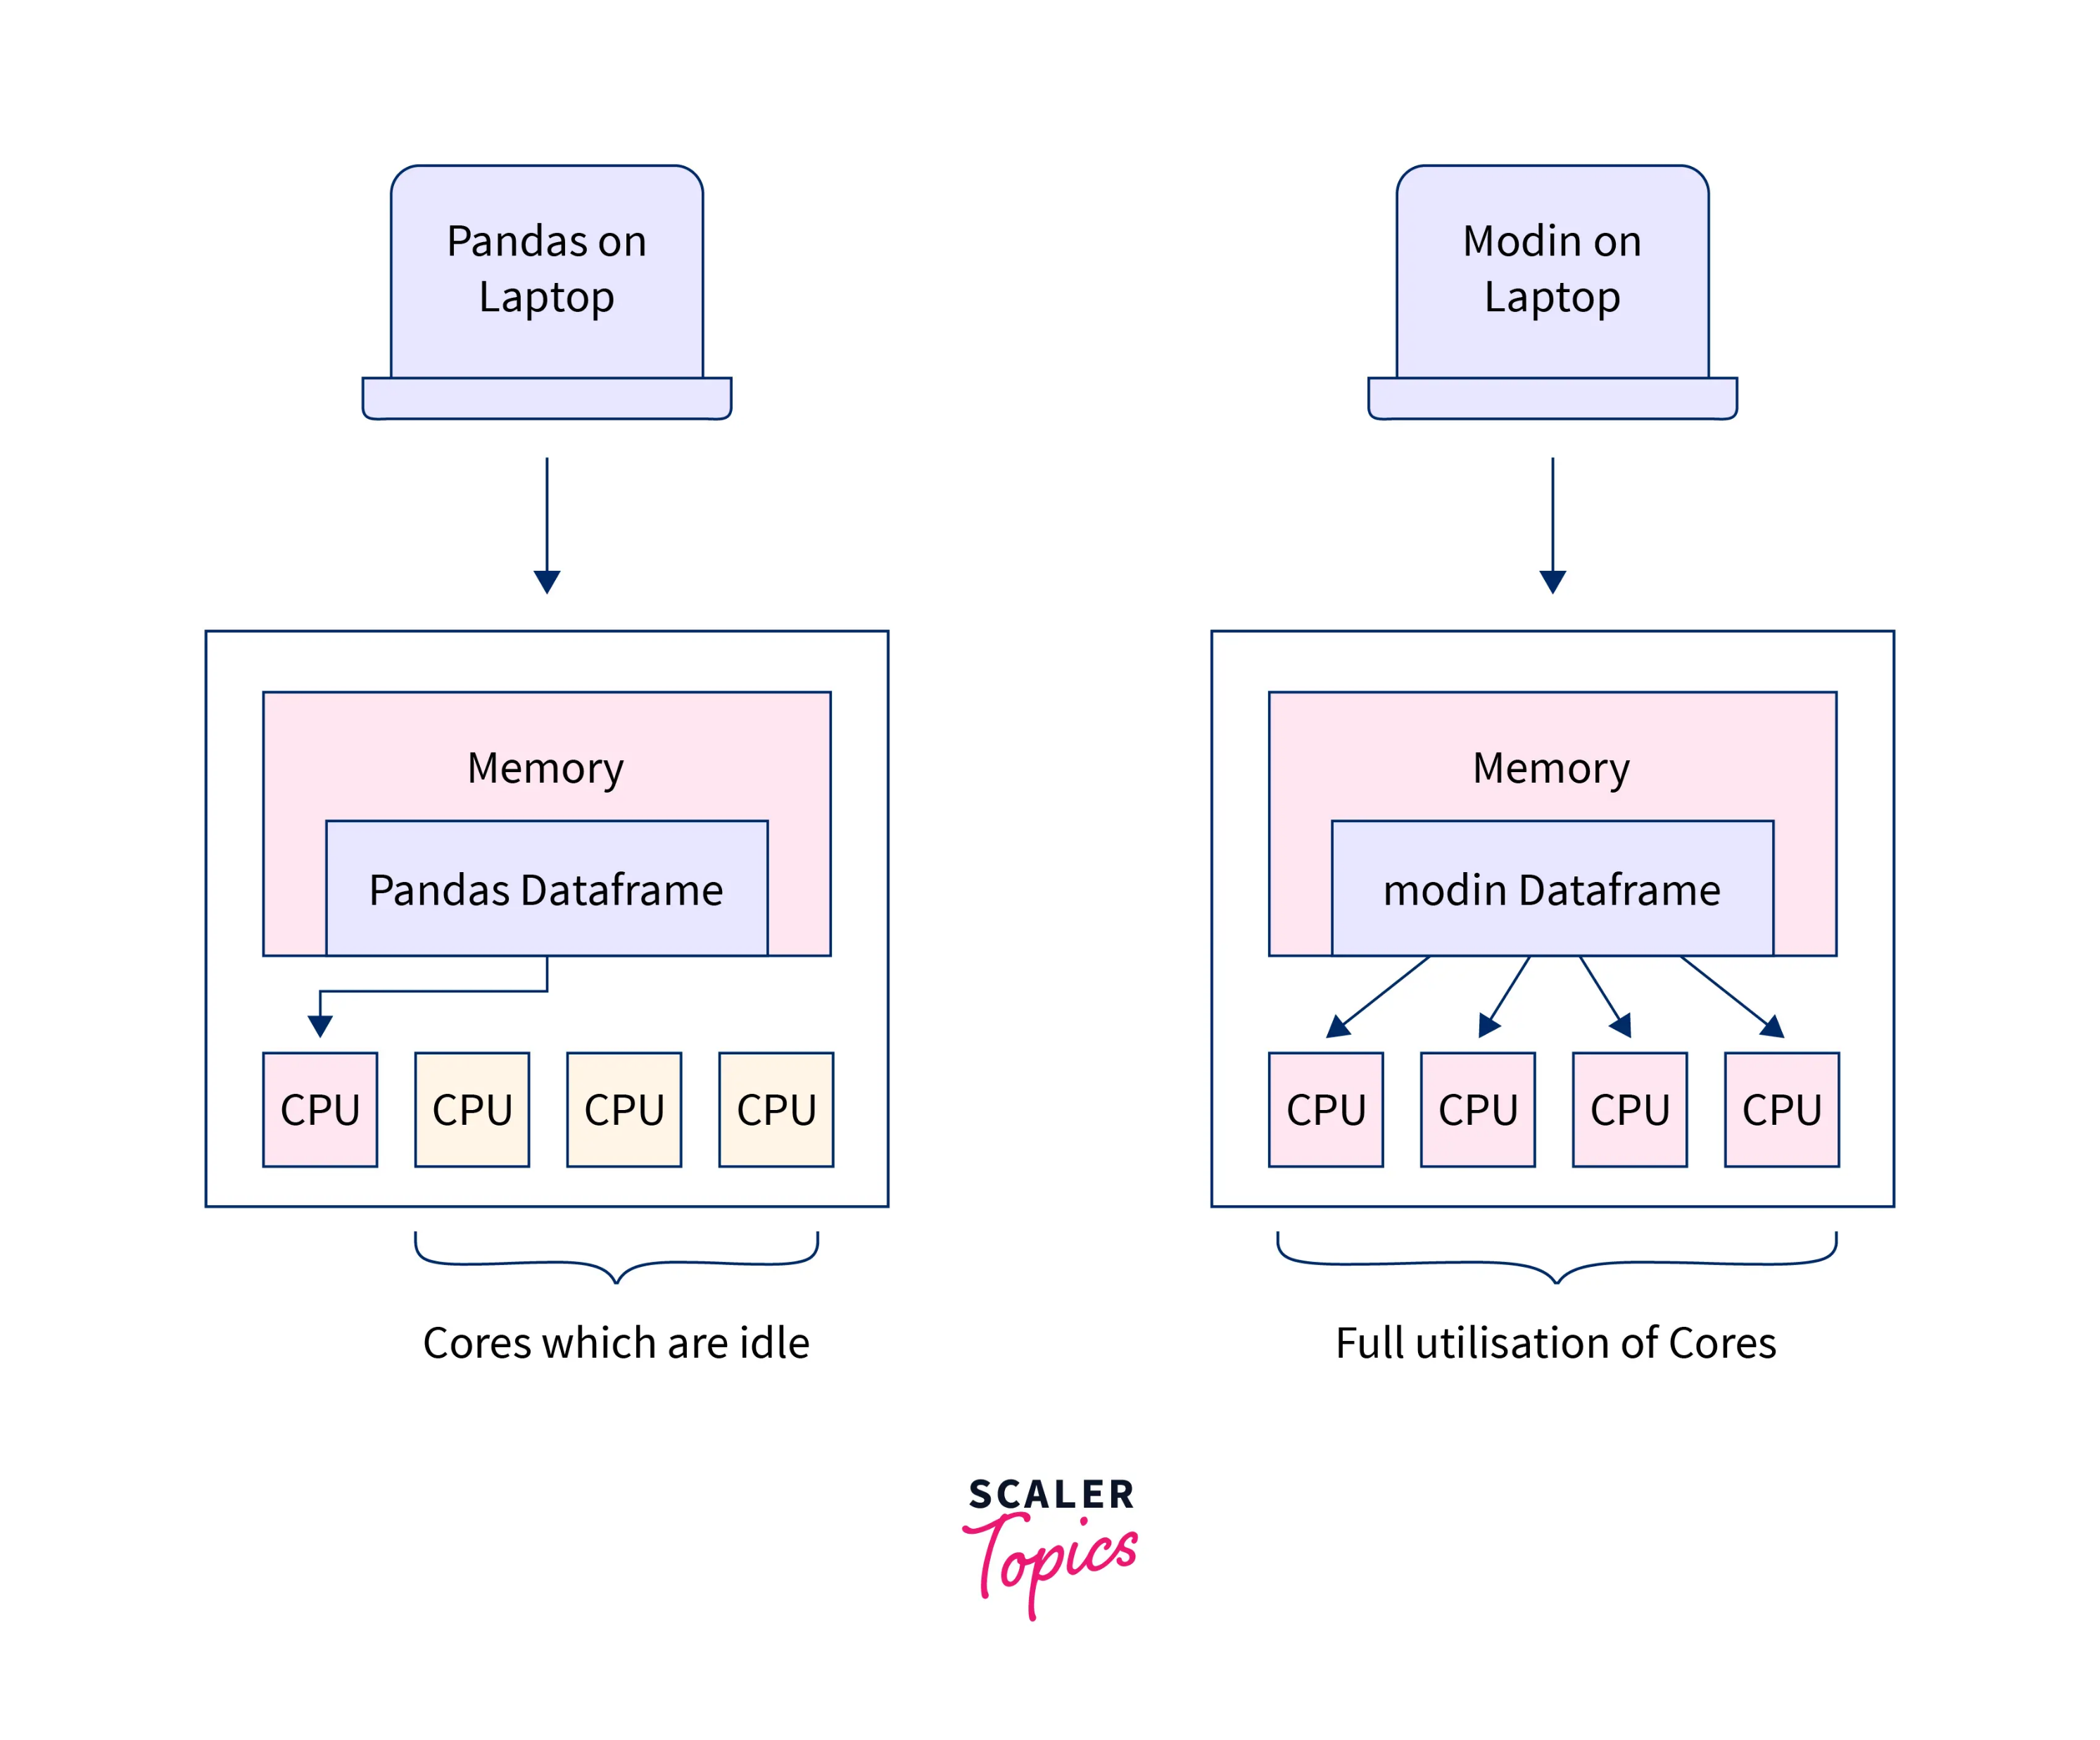 Pandas on
Laptop
Memory
Pandas Dataframe
CPU
CPU
CPU
CPU
Cores which are idle
Modin on
Laptop
Memory
modin Dataframe
CPU
CPU
CPU
CPU
Full utilisation of Cores
SCALER
Topics